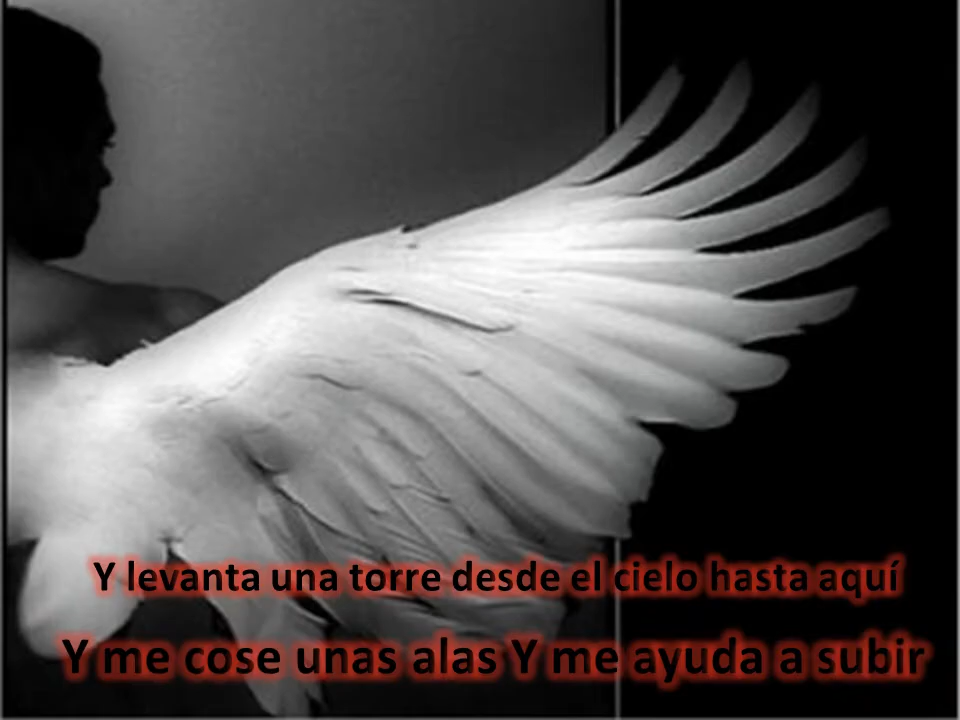 Y levanta una torre desde el cielo hasta aquí
Y me cose unas alas Y me ayuda a subir